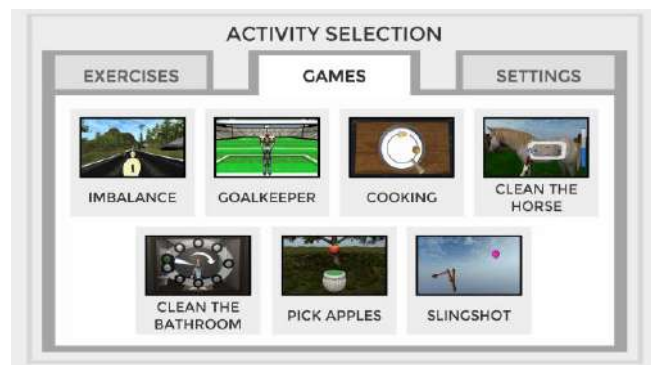 ACTIVITY SELECTION
EXERCISES
GAMES
SETTINGS
IMBALANCE
GOALKEEPER
COOKING
CLEAN THE
HORSE
CLEAN THE
BATHROOM
PICK APPLES
SLINGSHOT